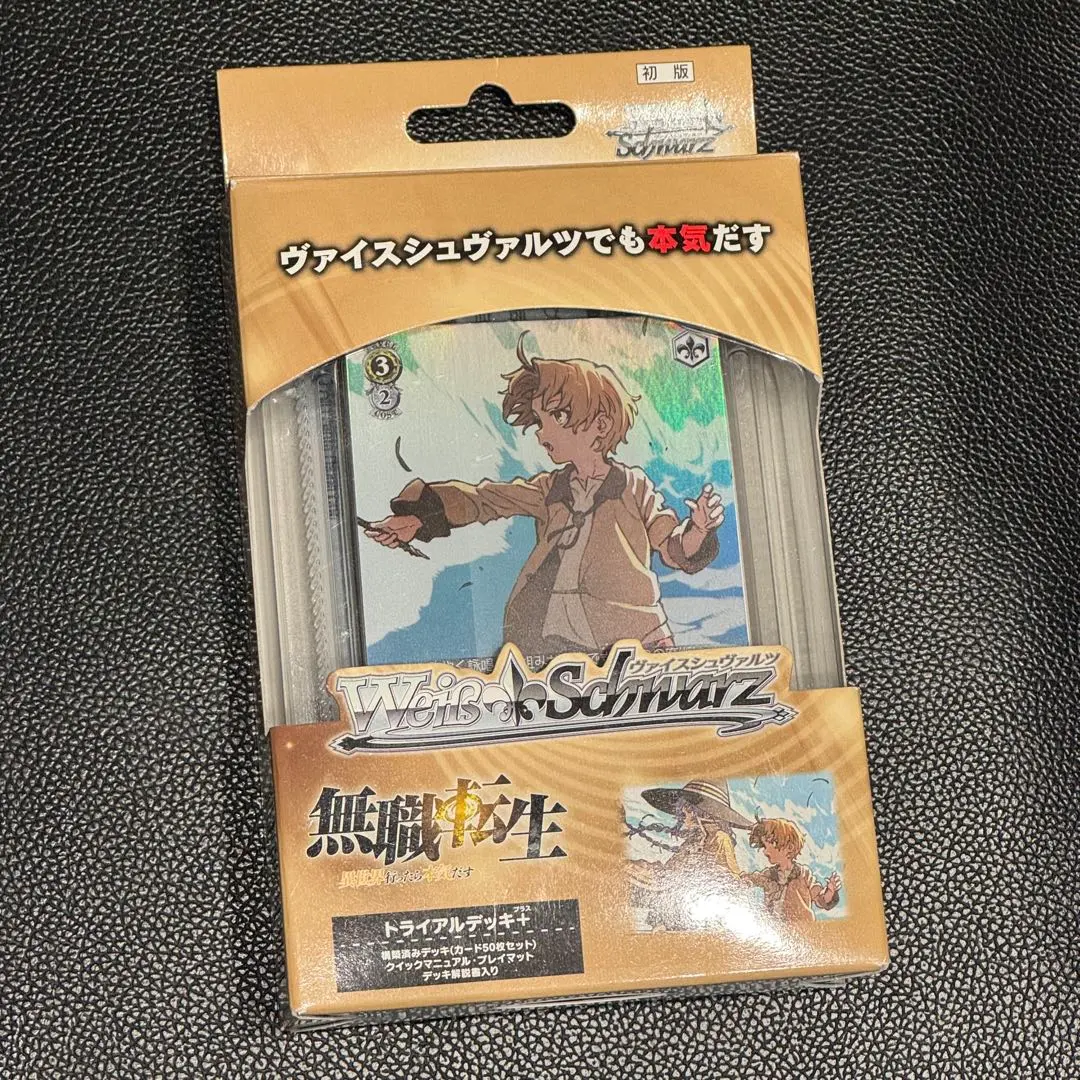 初 版
Schwarz
ヴァイスシュヴァルツでも本気だす
3
2
COST
ヴァイスシュヴァルツ
Weiß Schwarz
無職転生
異世界行ったら本気だす
プラス
トライアルデッキ+
構築済みデッキ(カード50枚セット)
クイックマニュアル・プレイマット
デッキ解説書入り